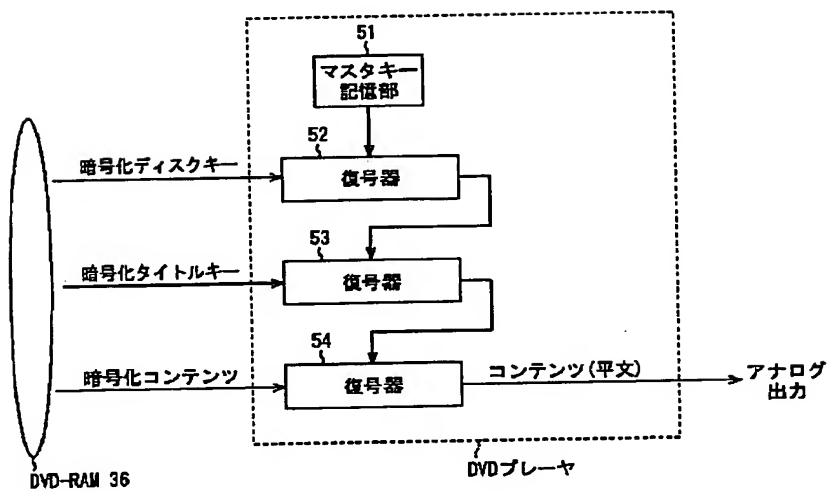 51
マスタキー
記憶部
52
暗号化ディスクキー
復号器
53
暗号化タイトルキー
復号器
54
暗号化コンテンツ
復号器
コンテンツ(平文)
アナログ
出力
DVD-RAM 36
DVDプレーヤ